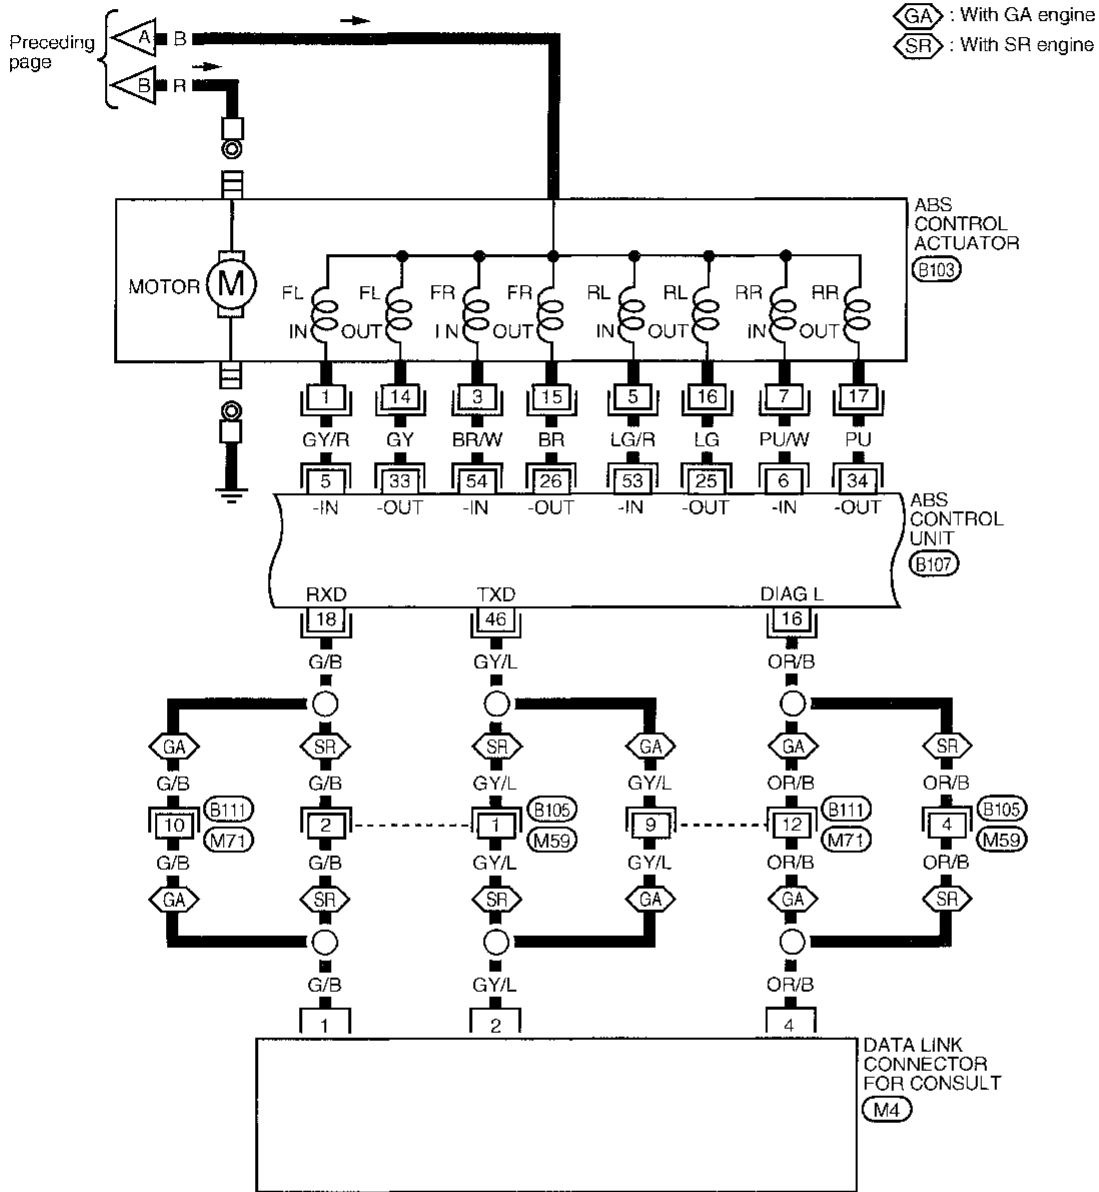 GA : With GA engine
SR : With SR engine
Preceding
page
A B
B R
ABS
CONTROL
ACTUATOR
B103
MOTOR M
FL FL FR FR RL RL RR RR
IN OUT IN OUT IN OUT IN OUT
1 14 3 15 5 16 7 17
GY/R GY BR/W BR LG/R LG PU/W PU
5 33 54 26 53 25 6 34
-IN -OUT -IN -OUT -IN -OUT -IN -OUT
ABS
CONTROL
UNIT
B107
RXD TXD DIAG L
18 46 16
G/B GY/L OR/B
GA SR SR GA GA SR
G/B G/B GY/L GY/L OR/B OR/B
B111 B105 B111 B105
10 2 1 9 12 4
M71 M59 M71 M59
G/B G/B GY/L GY/L OR/B OR/B
GA SR SR GA GA SR
G/B GY/L OR/B
1 2 4
DATA LINK
CONNECTOR
FOR CONSULT
M4